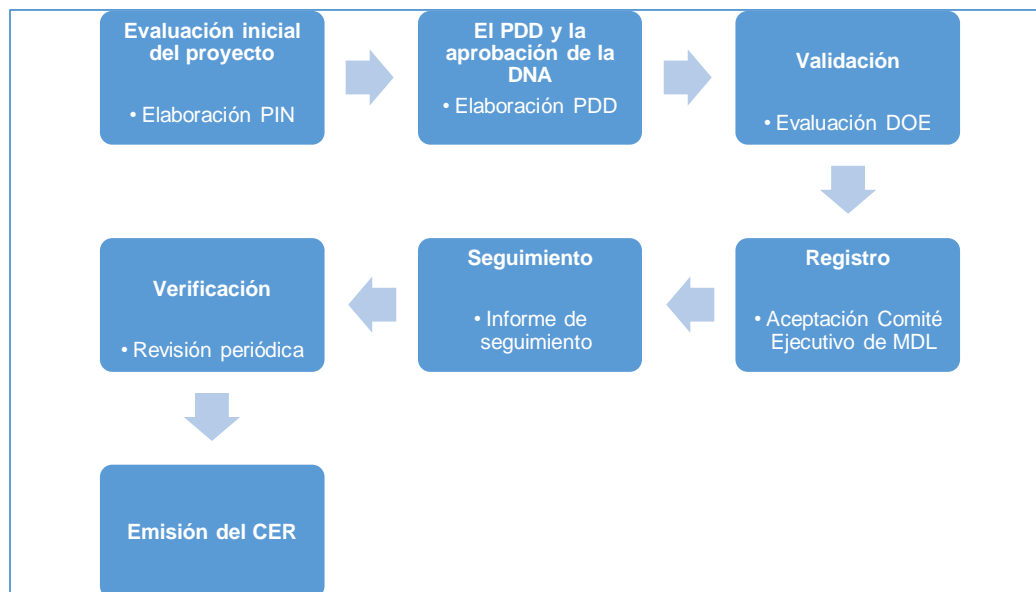 Evaluación inicial
del proyecto
• Elaboración PIN
El PDD y la
aprobación de la
DNA
• Elaboración PDD
Validación
• Evaluación DOE
Registro
• Aceptación Comité
Ejecutivo de MDL
Seguimiento
• Informe de
seguimiento
Verificación
• Revisión periódica
Emisión del CER